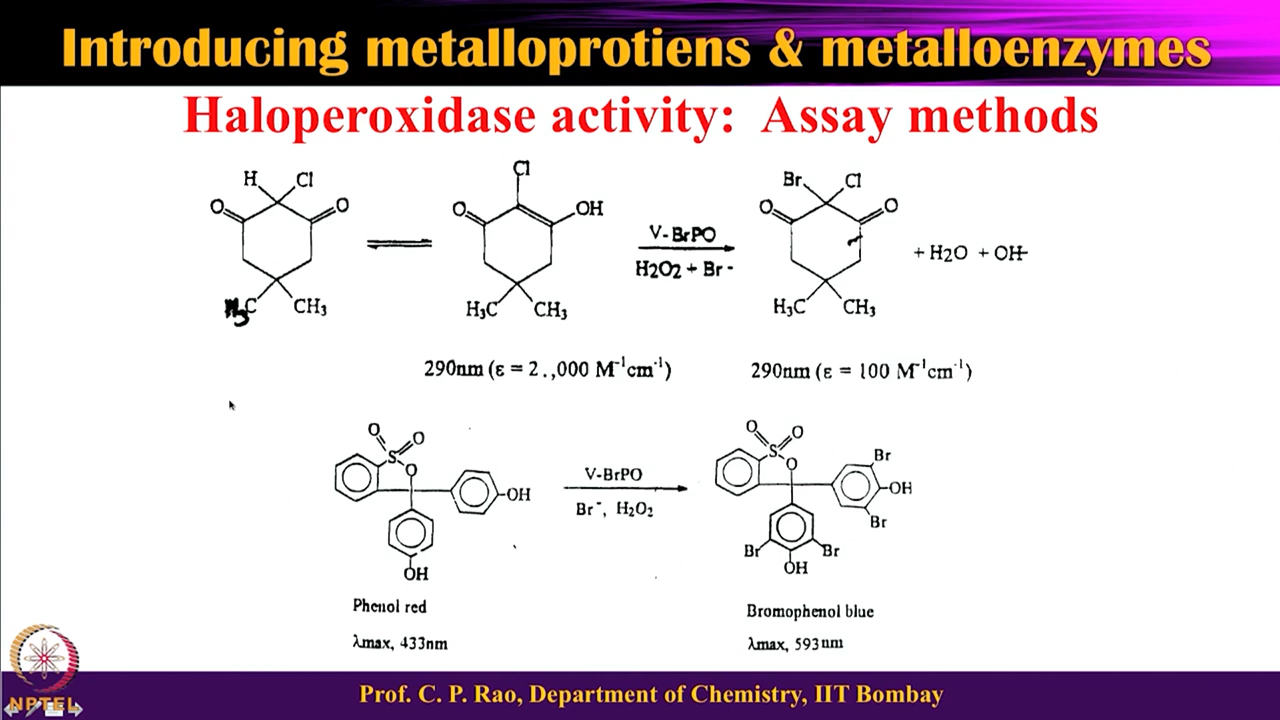 Introducing metalloprotiens & metalloenzymes
Haloperoxidase activity: Assay methods
H Cl
O O
H3C CH3
Cl
O OH
H3C CH3
V-BrPO
H2O2 + Br-
Br Cl
O O
H3C CH3
+ H2O + OH-
290nm (ε = 2.,000 M⁻¹cm⁻¹)
290nm (ε = 100 M⁻¹cm⁻¹)
O O
S
O
OH
OH
V-BrPO
Br⁻, H2O2
O O
S
O
Br
OH
Br
Br Br
OH
Phenol red
λmax, 433nm
Bromophenol blue
λmax, 593nm
NPTEL
Prof. C. P. Rao, Department of Chemistry, IIT Bombay